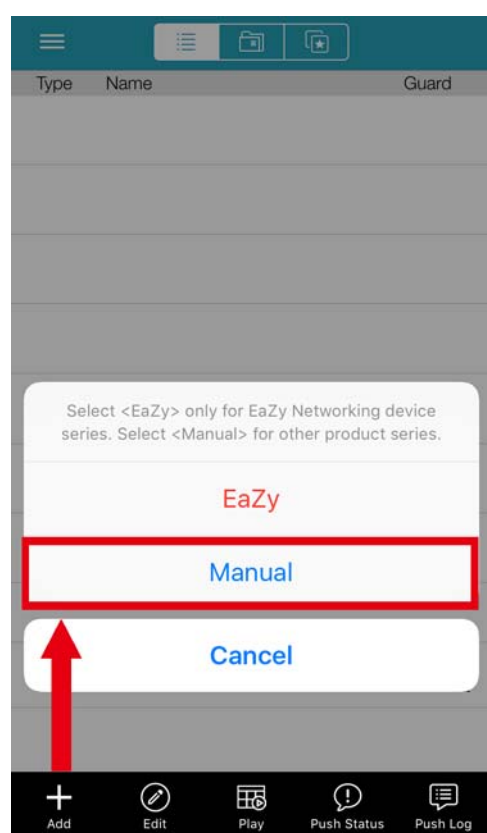 Type Name Guard
Select <EaZy> only for EaZy Networking device
series. Select <Manual> for other product series.
EaZy
Manual
Cancel
Add Edit Play Push Status Push Log